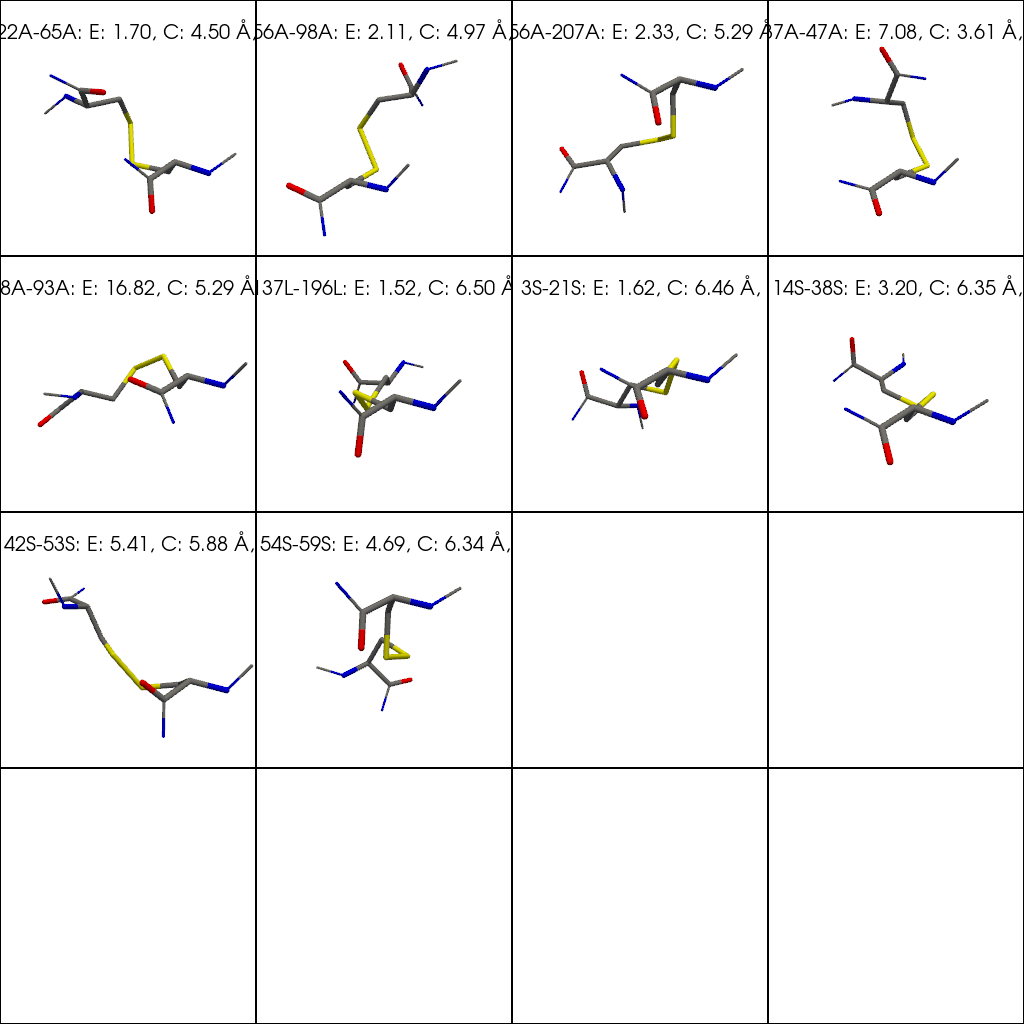 22A-65A: E: 1.70, C: 4.50 Å,
56A-98A: E: 2.11, C: 4.97 Å,
56A-207A: E: 2.33, C: 5.29 Å
37A-47A: E: 7.08, C: 3.61 Å,
8A-93A: E: 16.82, C: 5.29 Å
137L-196L: E: 1.52, C: 6.50 Å
3S-21S: E: 1.62, C: 6.46 Å,
14S-38S: E: 3.20, C: 6.35 Å,
42S-53S: E: 5.41, C: 5.88 Å,
54S-59S: E: 4.69, C: 6.34 Å,